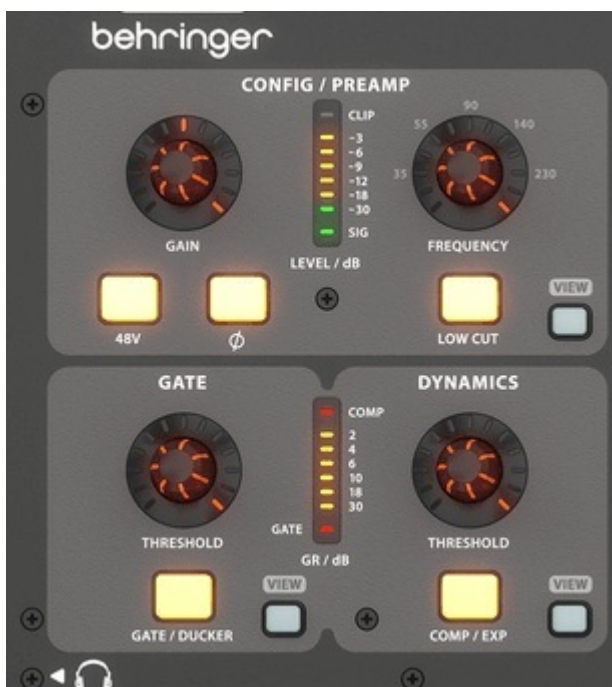 behringer
CONFIG / PREAMP
CLIP
-3
-6
-9
-12
-18
-30
SIG
LEVEL / dB
GAIN
35
55
90
140
230
FREQUENCY
48V
Ø
LOW CUT
VIEW
GATE
DYNAMICS
COMP
2
4
6
10
18
30
GATE
GR / dB
THRESHOLD
THRESHOLD
GATE / DUCKER
VIEW
COMP / EXP
VIEW